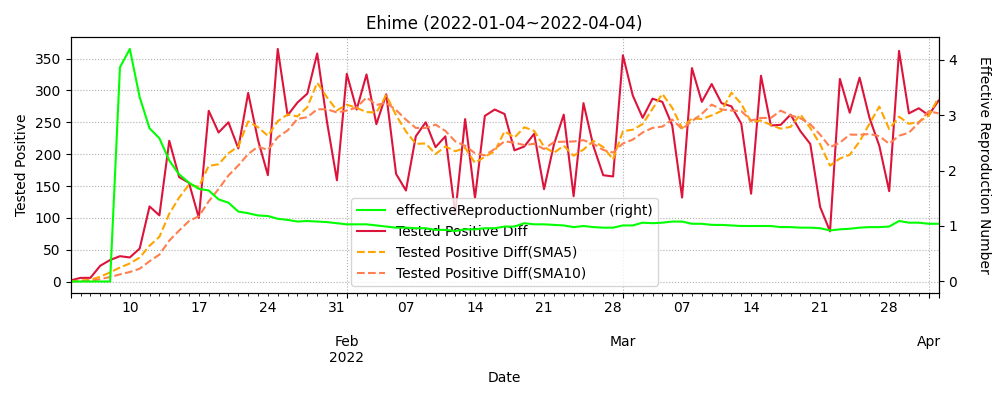 Ehime (2022-01-04~2022-04-04)
Tested Positive
350
300
250
200
150
100
50
0
4
3
2
1
0
Effective Reproduction Number
effectiveReproductionNumber (right)
Tested Positive Diff
Tested Positive Diff(SMA5)
Tested Positive Diff(SMA10)
10 17 24 31 07 14 21 28 07 14 21 28
Feb Mar Apr
2022
Date